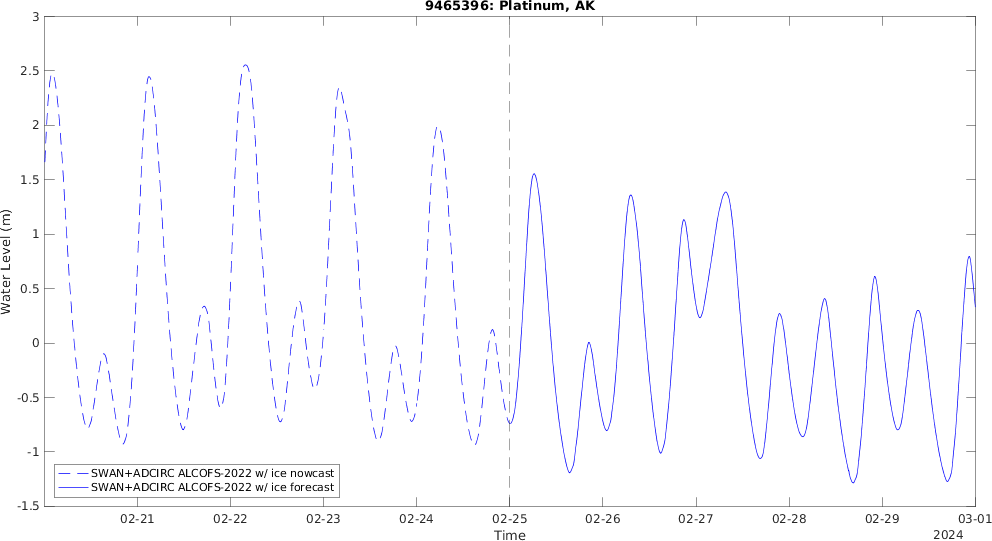 9465396: Platinum, AK
3
2.5
2
1.5
1
0.5
0
-0.5
-1
-1.5
Water Level (m)
SWAN+ADCIRC ALCOFS-2022 w/ ice nowcast
SWAN+ADCIRC ALCOFS-2022 w/ ice forecast
02-21 02-22 02-23 02-24 02-25 02-26 02-27 02-28 02-29 03-01
Time
2024